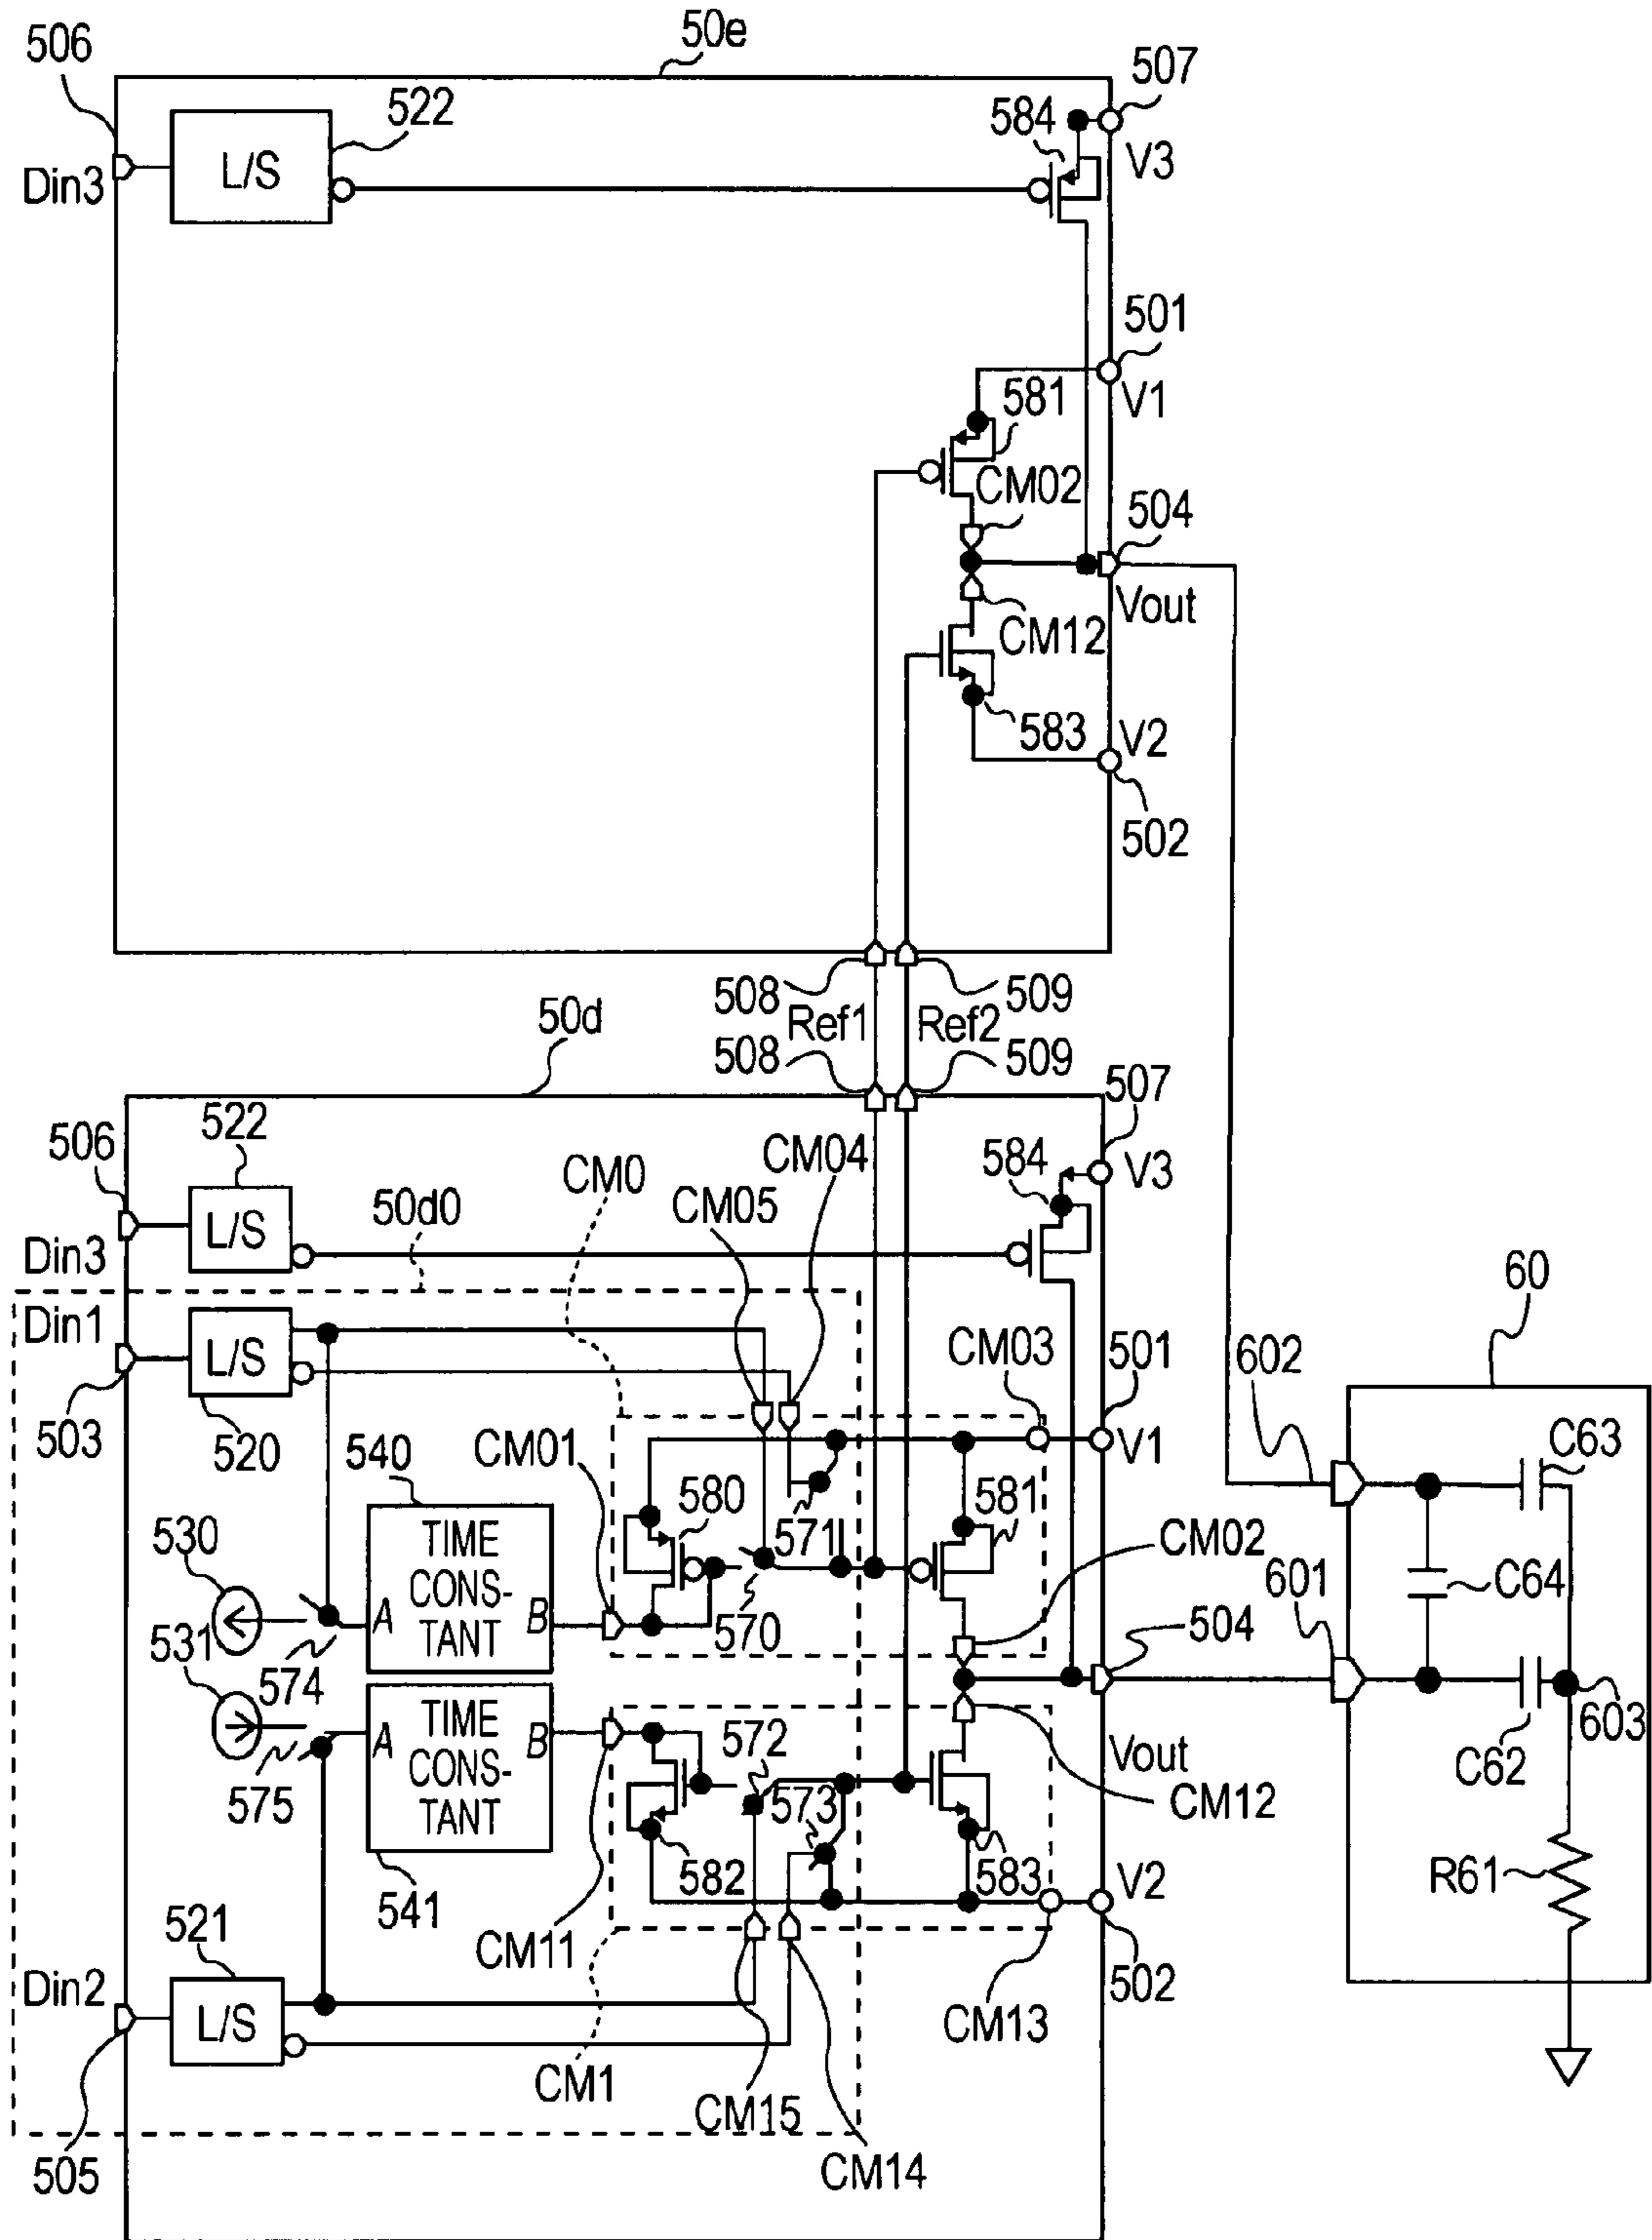 50e
506
507
522
584
L/S
V3
Din3
501
581
V1
CM02
504
Vout
CM12
583
V2
502
508
509
Ref1
Ref2
50d
508
509
507
522
CM04
506
CM0
584
V3
CM05
50d0
L/S
Din3
60
Din1
L/S
CM03
501
602
503
520
CM01
V1
C63
540
580
581
571
TIME
CONS-
TANT
CM02
530
A
B
601
C64
570
531
504
574
TIME
CONS-
TANT
A
B
572
Vout
603
573
C62
575
CM12
582
583
V2
R61
541
521
CM11
502
Din2
L/S
CM13
CM1
CM15
505
CM14